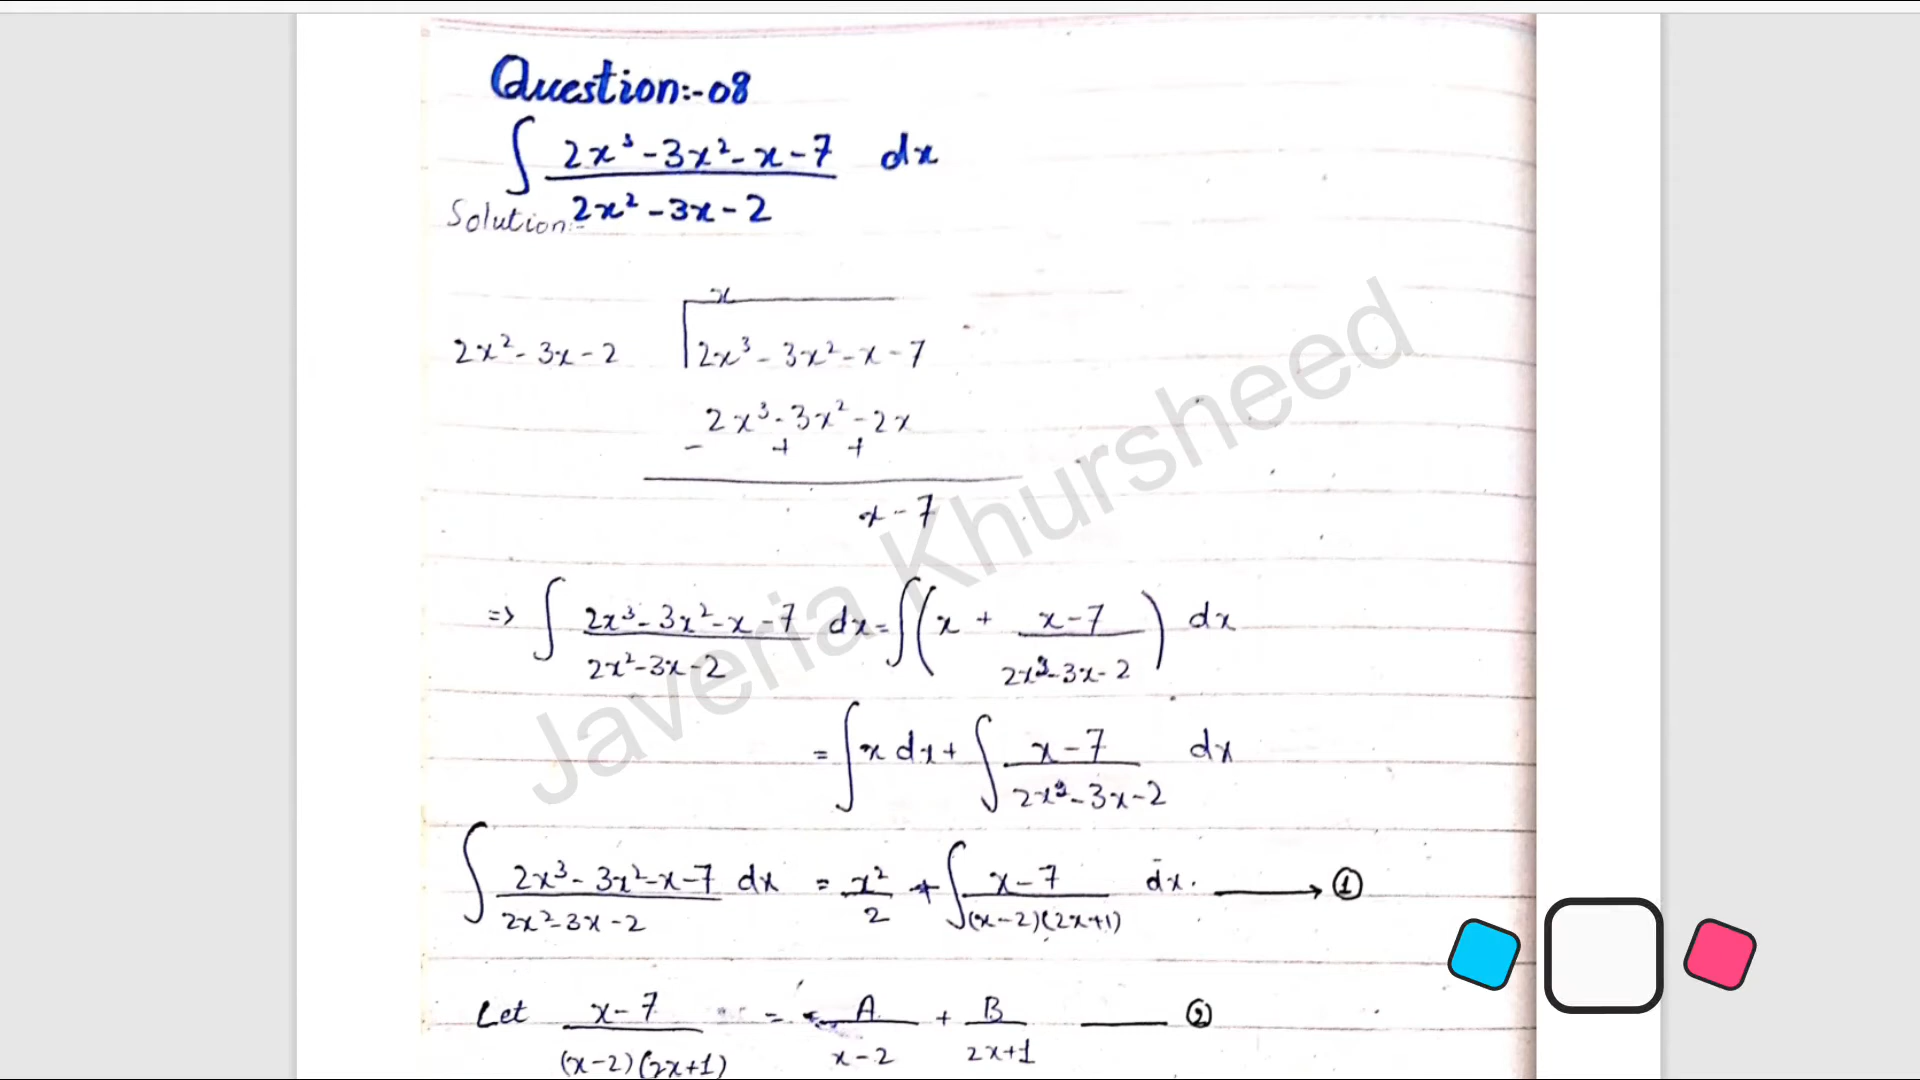 Question:-08
∫ 2x³-3x²-x-7 / 2x²-3x-2 dx
Solution:-
x
2x²-3x-2 2x³-3x²-x-7
2x³-3x²-2x
- + +
x-7
=> ∫ 2x³-3x²-x-7 / 2x²-3x-2 dx = ∫ (x + x-7 / 2x²-3x-2) dx
= ∫ x dx + ∫ x-7 / 2x²-3x-2 dx
∫ 2x³-3x²-x-7 / 2x²-3x-2 dx = x²/2 + ∫ x-7 / (x-2)(2x+1) dx. → ①
Let x-7 / (x-2)(2x+1) = A / x-2 + B / 2x+1 — ②
Javeria Khursheed